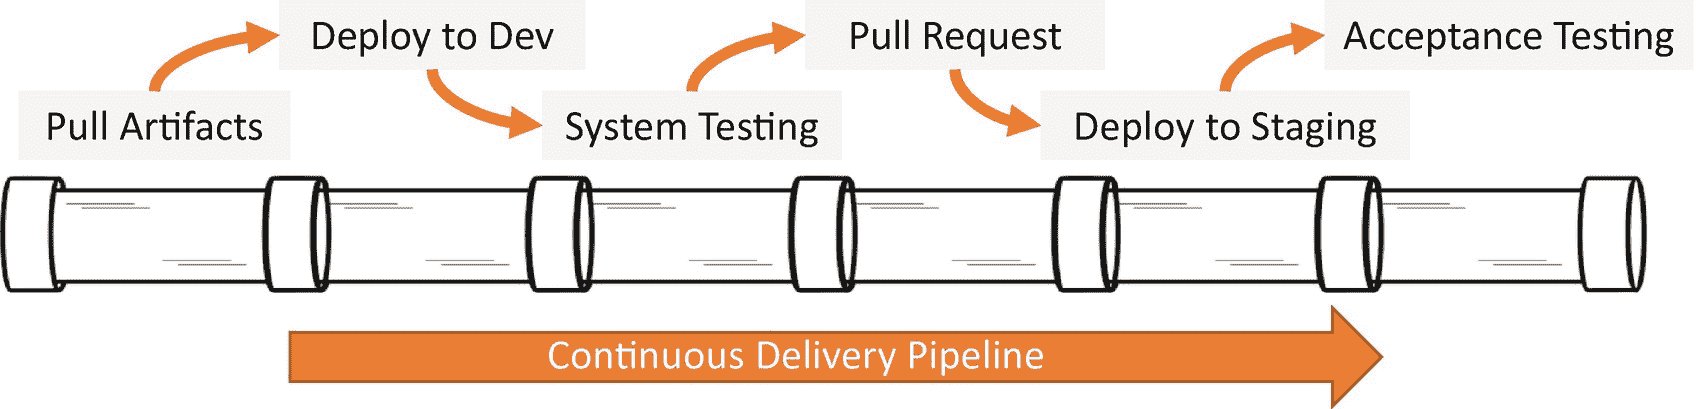 Pull Artifacts
Deploy to Dev
System Testing
Pull Request
Deploy to Staging
Acceptance Testing
Continuous Delivery Pipeline